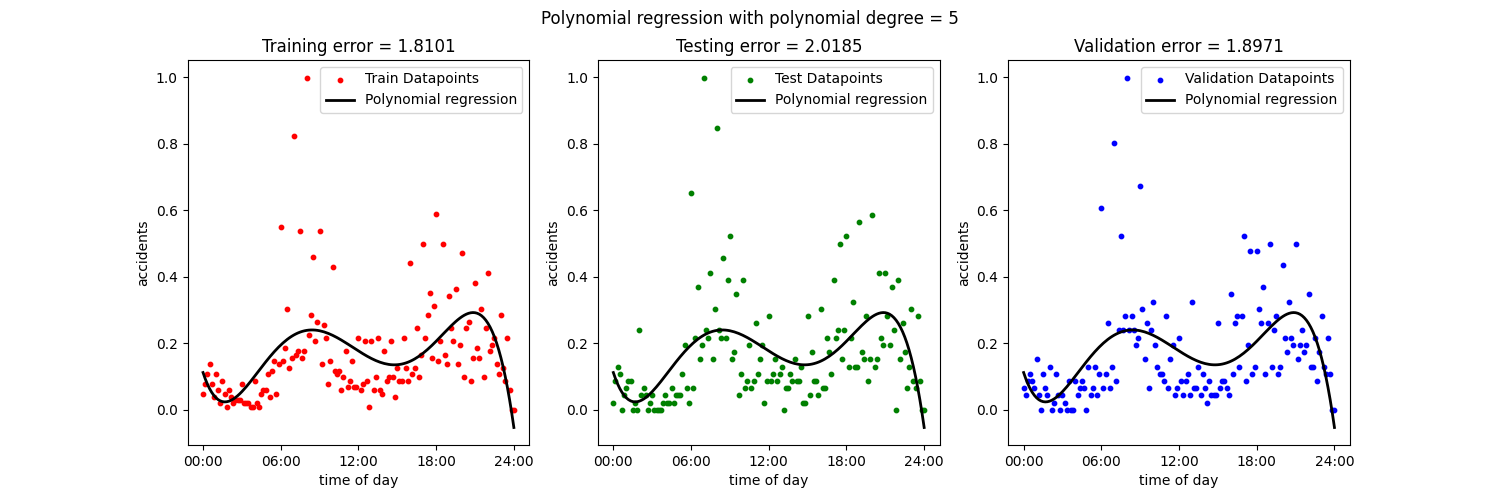 Polynomial regression with polynomial degree = 5
Training error = 1.8101
Train Datapoints
Polynomial regression
1.0
0.8
0.6
0.4
0.2
0.0
accidents
00:00 06:00 12:00 18:00 24:00
time of day
Testing error = 2.0185
Test Datapoints
Polynomial regression
1.0
0.8
0.6
0.4
0.2
0.0
accidents
00:00 06:00 12:00 18:00 24:00
time of day
Validation error = 1.8971
Validation Datapoints
Polynomial regression
1.0
0.8
0.6
0.4
0.2
0.0
accidents
00:00 06:00 12:00 18:00 24:00
time of day